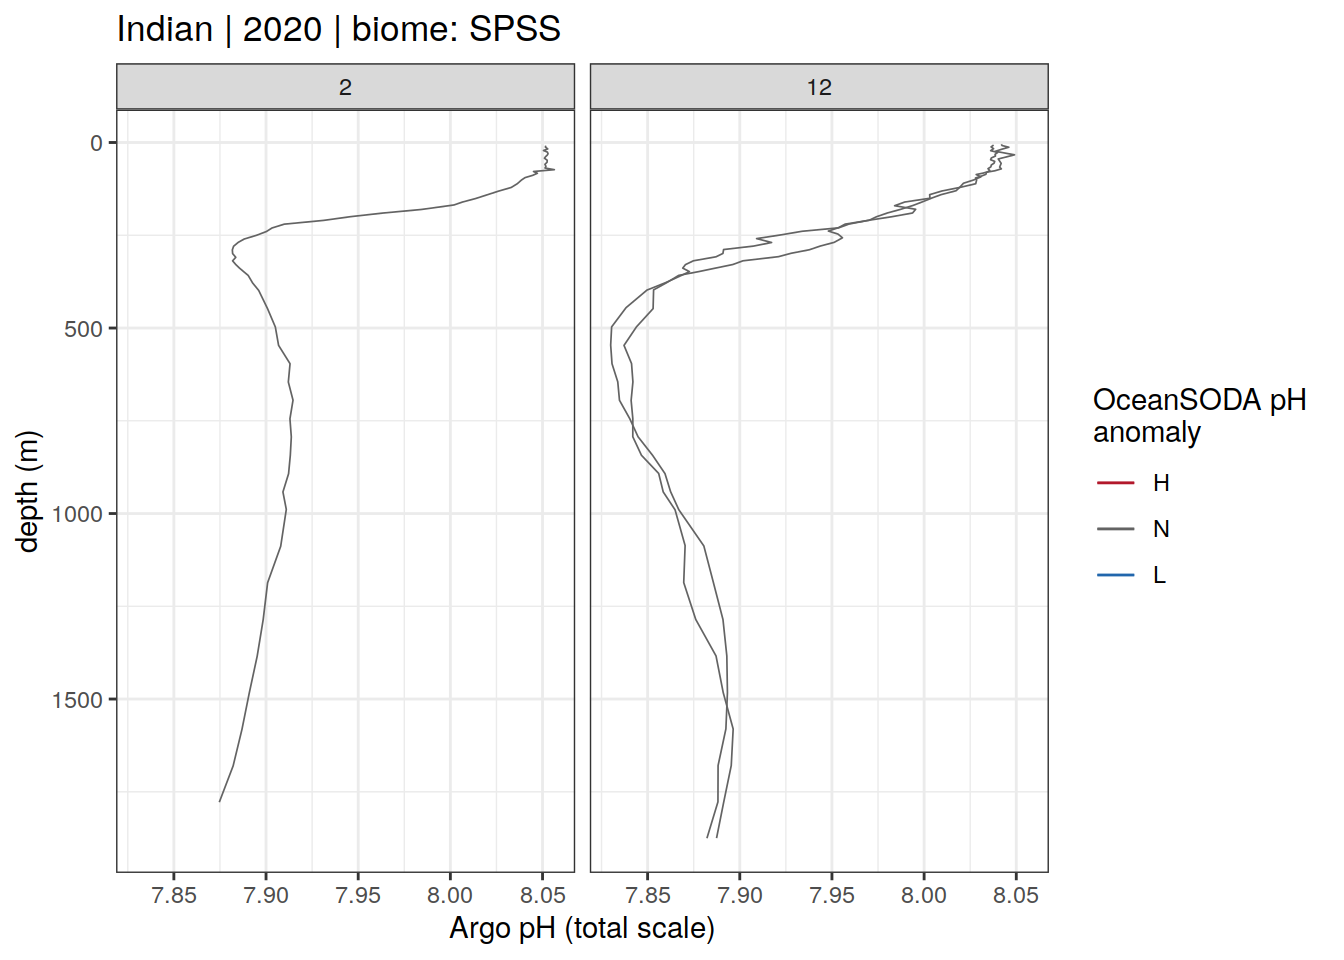 Indian | 2020 | biome: SPSS
2
12
0
500
1000
1500
depth (m)
7.85
7.90
7.95
8.00
8.05
7.85
7.90
7.95
8.00
8.05
Argo pH (total scale)
OceanSODA pH
anomaly
H
N
L